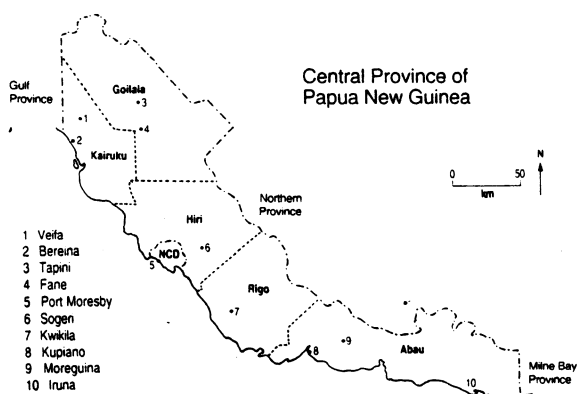 Central Province of
Papua New Guinea
Gulf
Province
Goilala
3
1
4
2
Kairuku
0 50
km
N
Northern
Province
Hiri
NCD
6
5
Rigo
7
8
9
Abau
10
Milne Bay
Province
1 Veifa
2 Bereina
3 Tapini
4 Fane
5 Port Moresby
6 Sogeri
7 Kwikila
8 Kupiano
9 Moreguina
10 Iruna